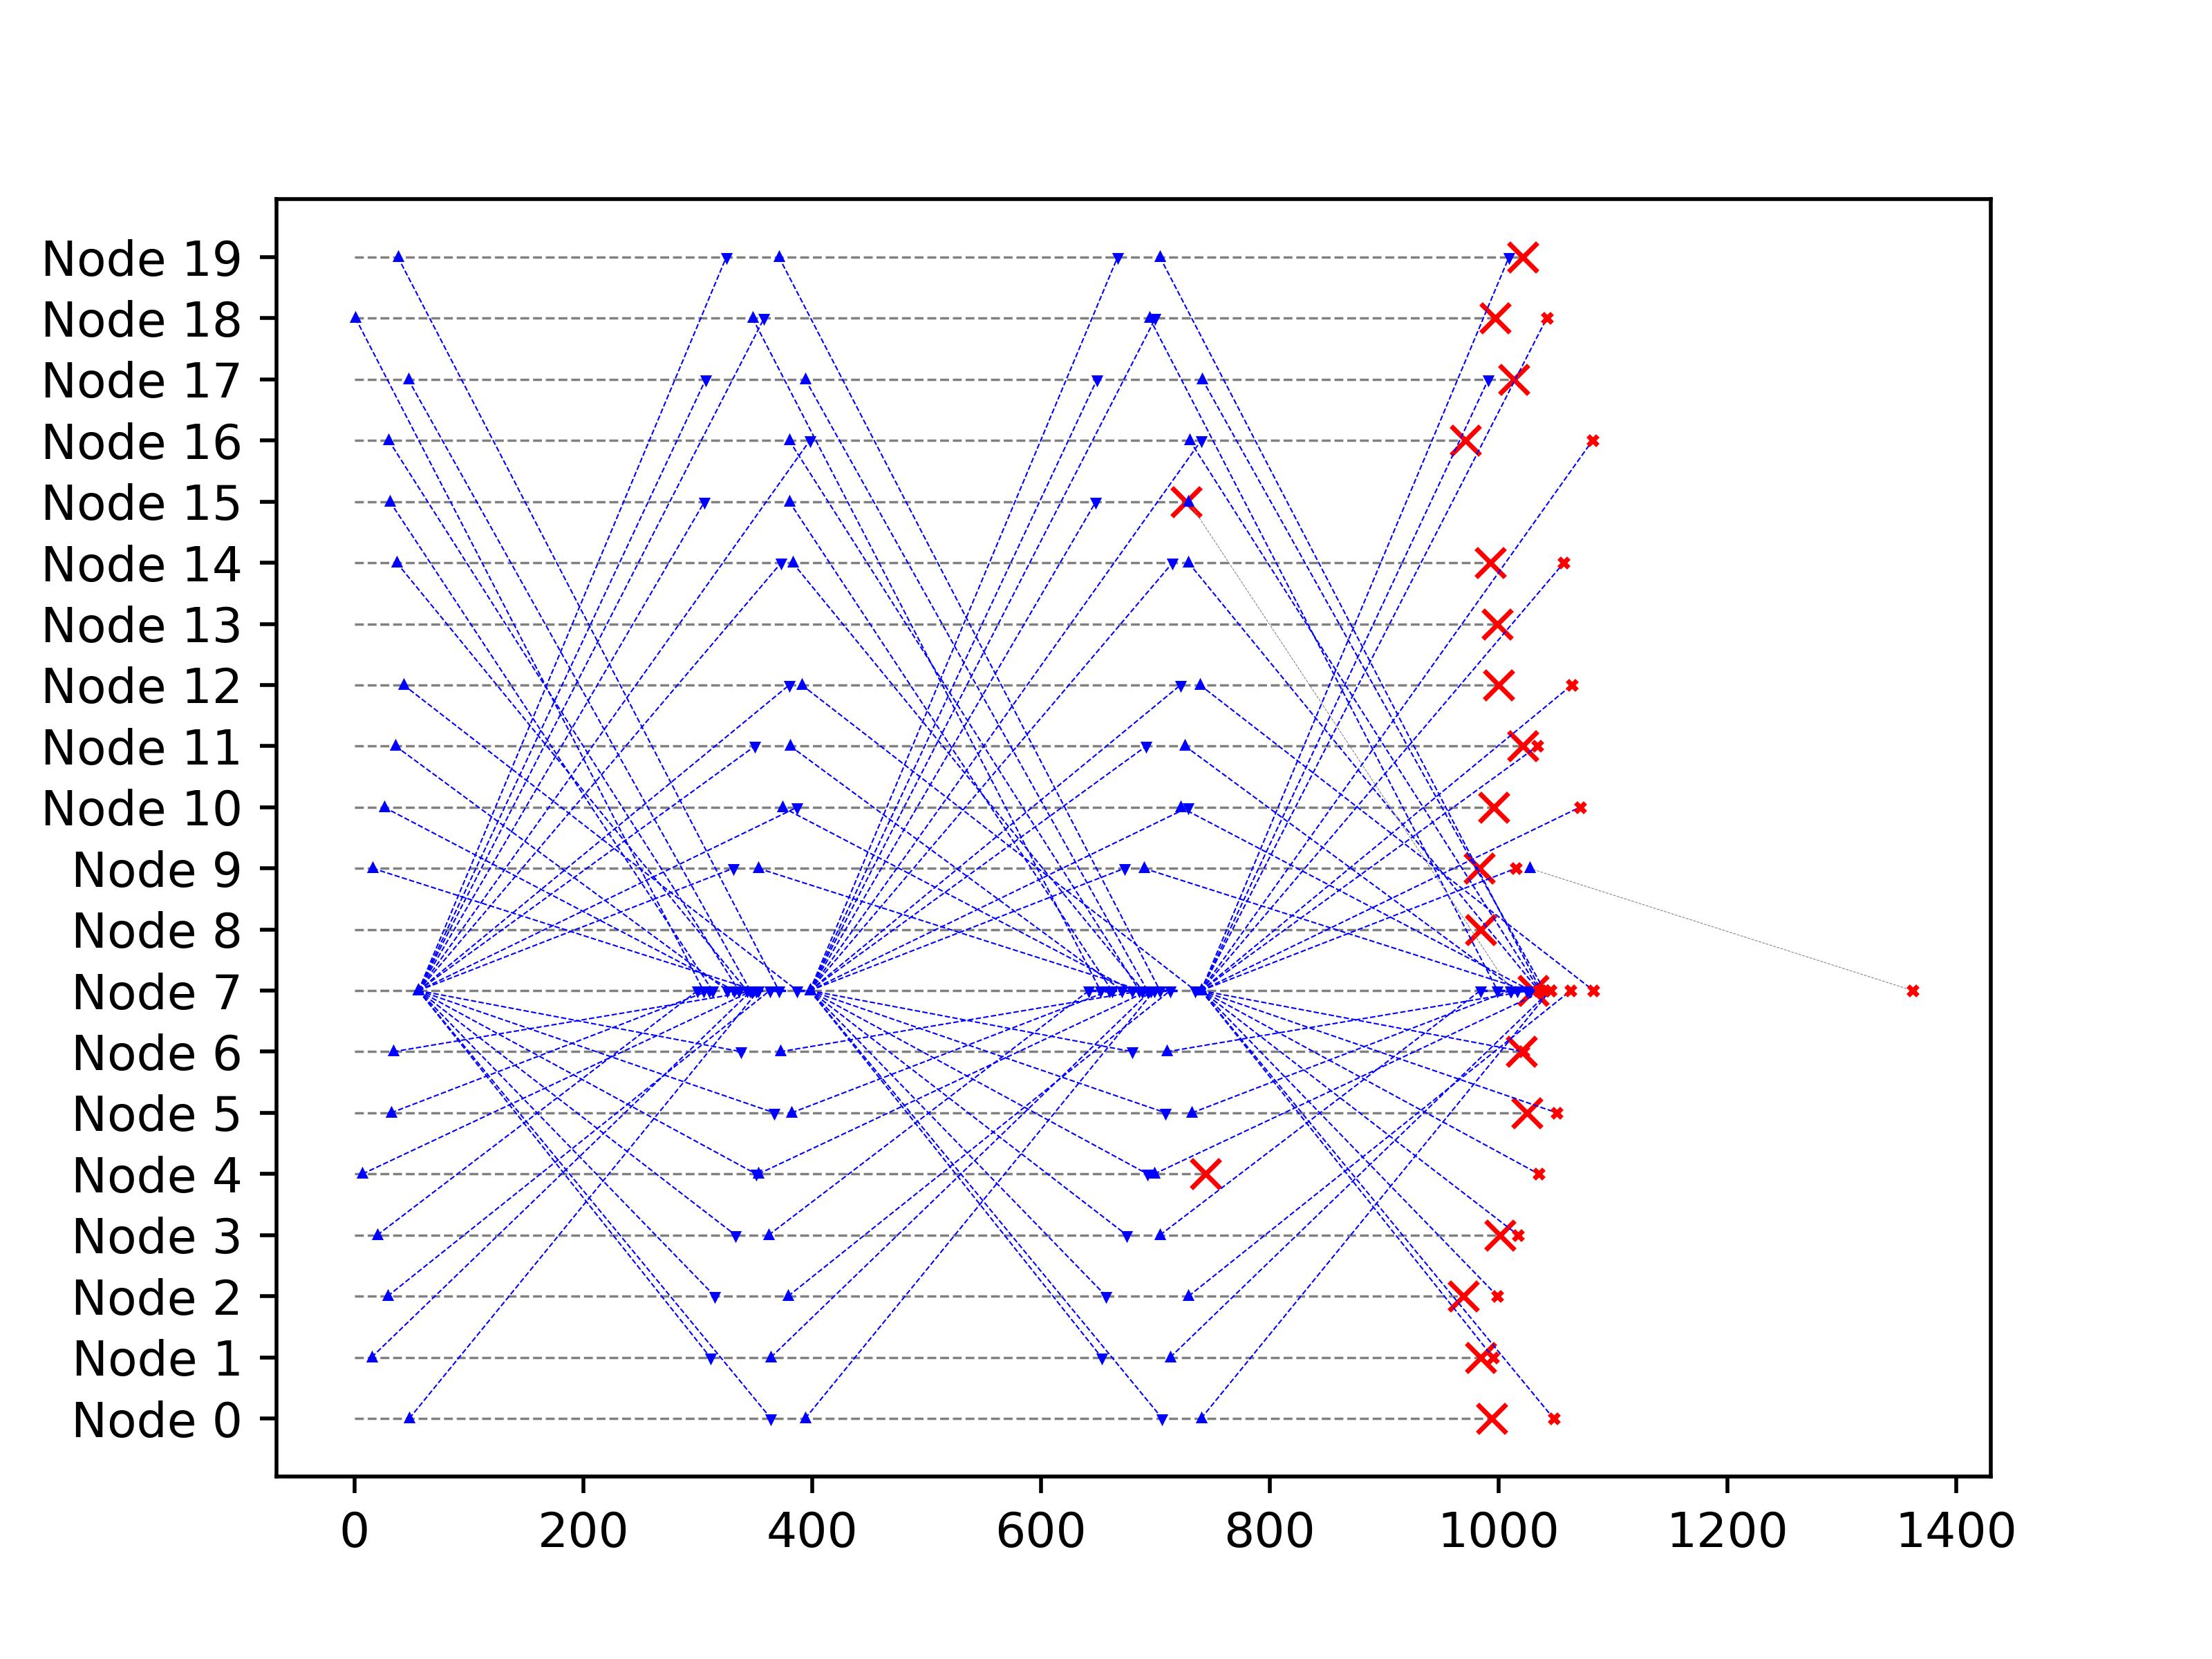 Node 19
Node 18
Node 17
Node 16
Node 15
Node 14
Node 13
Node 12
Node 11
Node 10
Node 9
Node 8
Node 7
Node 6
Node 5
Node 4
Node 3
Node 2
Node 1
Node 0
0 200 400 600 800 1000 1200 1400